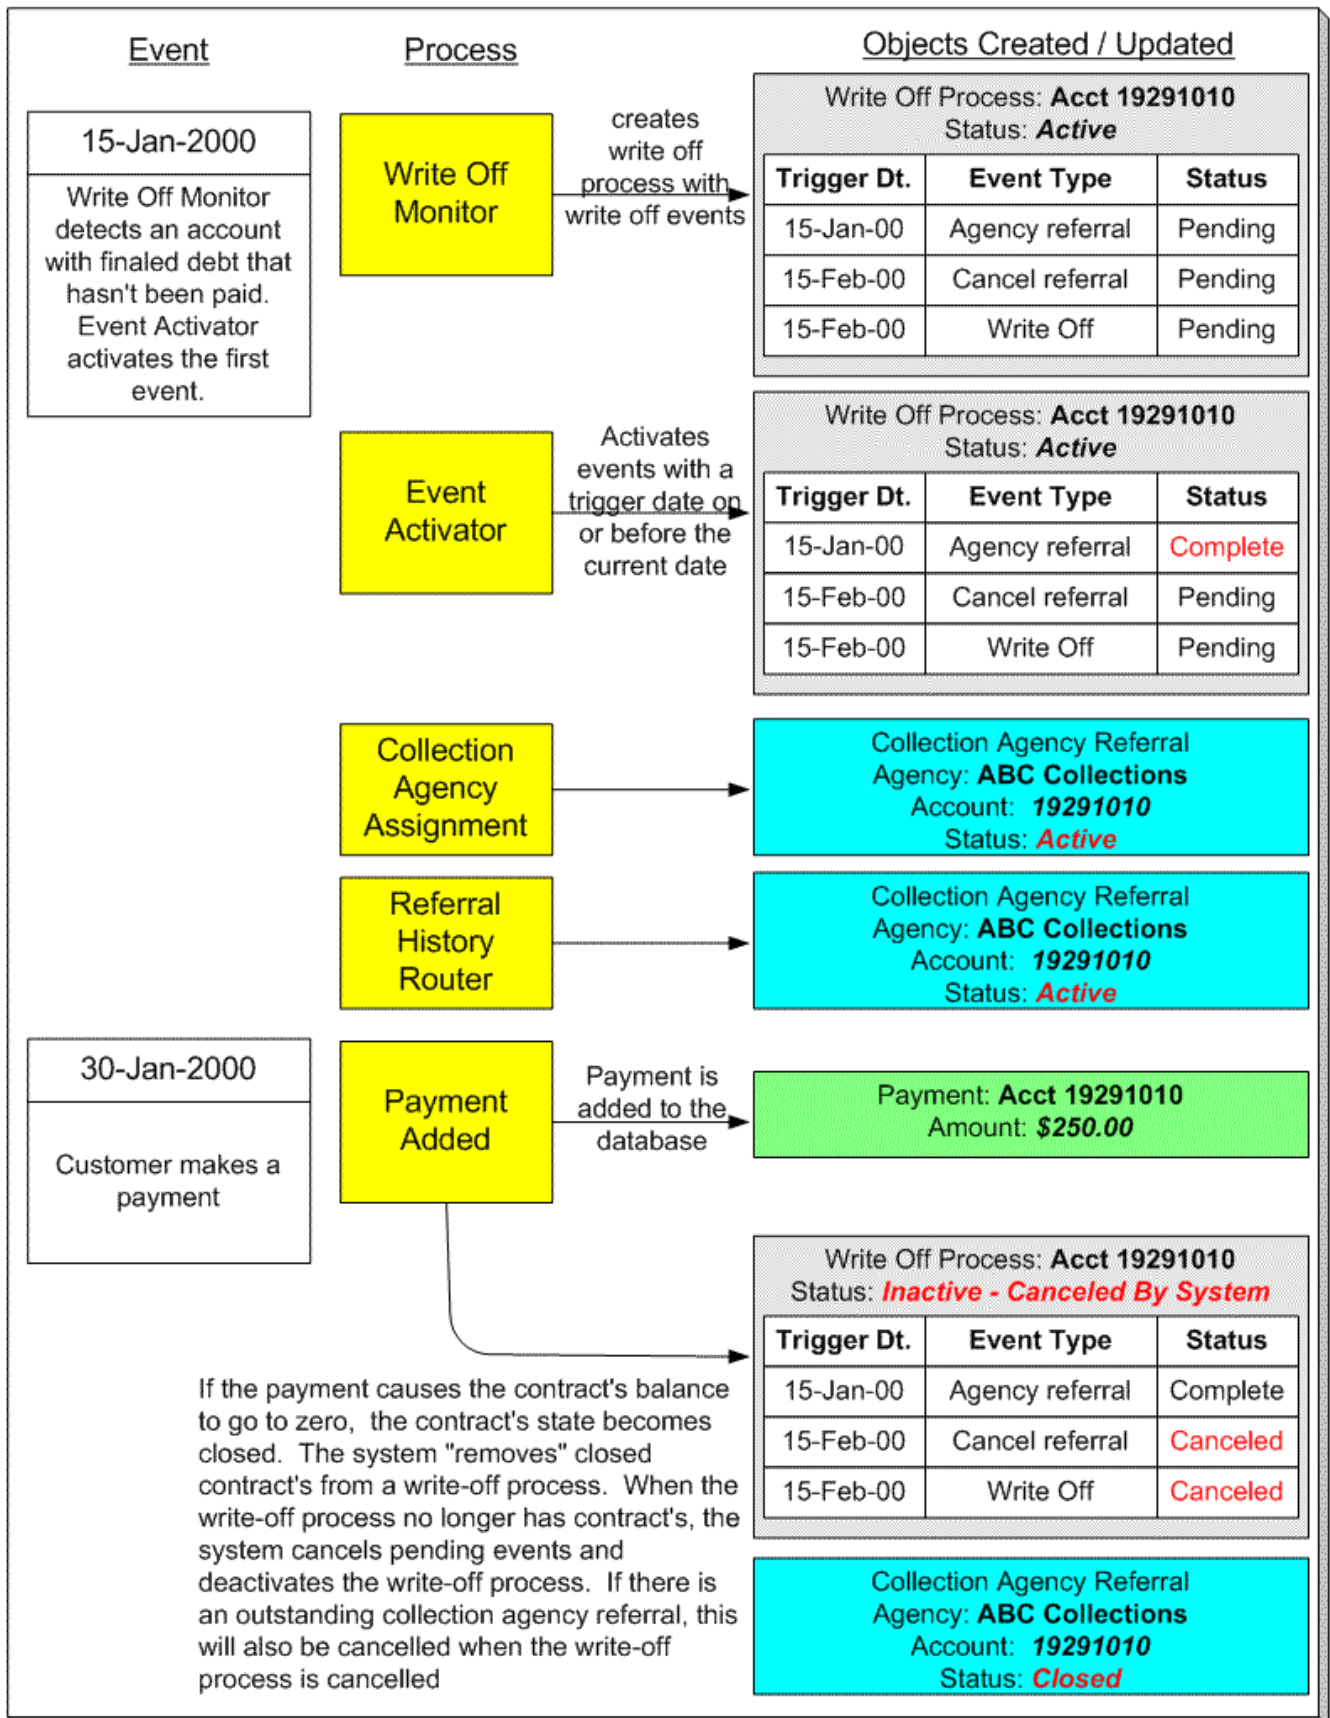 Event
Process
Objects Created / Updated
15-Jan-2000
Write Off Monitor
detects an account
with finaled debt that
hasn't been paid.
Event Activator
activates the first
event.
Write Off
Monitor
creates
write off
process with
write off events
Write Off Process: Acct 19291010
Status: Active
Trigger Dt. Event Type Status
15-Jan-00 Agency referral Pending
15-Feb-00 Cancel referral Pending
15-Feb-00 Write Off Pending
Event
Activator
Activates
events with a
trigger date on
or before the
current date
Write Off Process: Acct 19291010
Status: Active
Trigger Dt. Event Type Status
15-Jan-00 Agency referral Complete
15-Feb-00 Cancel referral Pending
15-Feb-00 Write Off Pending
Collection
Agency
Assignment
Collection Agency Referral
Agency: ABC Collections
Account: 19291010
Status: Active
Referral
History
Router
Collection Agency Referral
Agency: ABC Collections
Account: 19291010
Status: Active
30-Jan-2000
Customer makes a
payment
Payment
Added
Payment is
added to the
database
Payment: Acct 19291010
Amount: $250.00
Write Off Process: Acct 19291010
Status: Inactive - Canceled By System
Trigger Dt. Event Type Status
15-Jan-00 Agency referral Complete
15-Feb-00 Cancel referral Canceled
15-Feb-00 Write Off Canceled
If the payment causes the contract's balance
to go to zero, the contract's state becomes
closed. The system "removes" closed
contract's from a write-off process. When the
write-off process no longer has contract's, the
system cancels pending events and
deactivates the write-off process. If there is
an outstanding collection agency referral, this
will also be cancelled when the write-off
process is cancelled
Collection Agency Referral
Agency: ABC Collections
Account: 19291010
Status: Closed